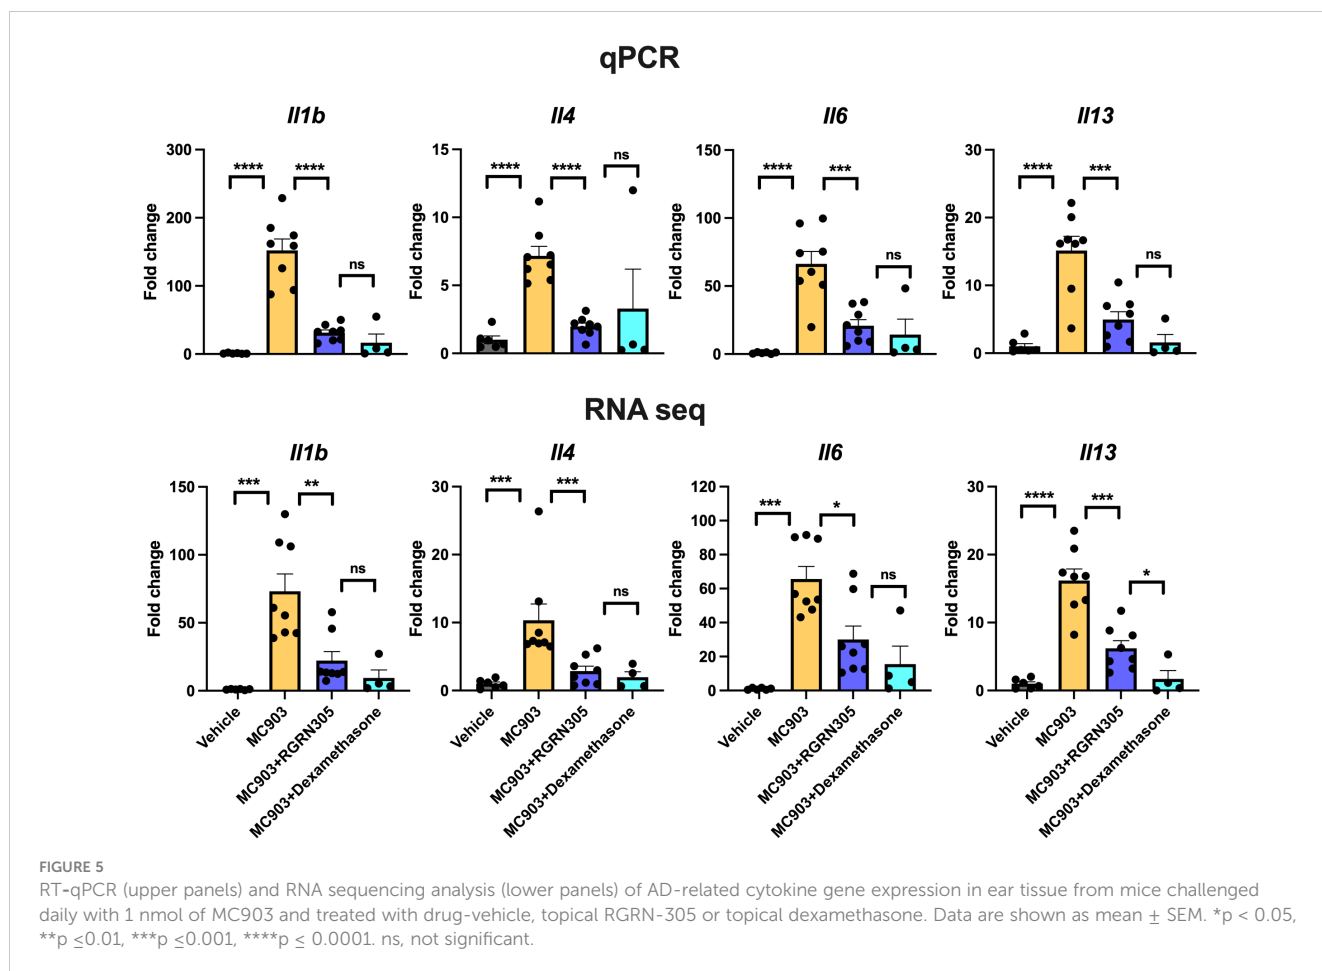 qPCR
Il1b
Il4
Il6
Il13
Fold change
300
200
100
0
****
****
ns
Fold change
15
10
5
0
****
****
ns
Fold change
150
100
50
0
****
***
ns
Fold change
30
20
10
0
****
***
ns
RNA seq
Il1b
Il4
Il6
Il13
Fold change
150
100
50
0
***
**
ns
Fold change
30
20
10
0
***
***
ns
Fold change
120
100
80
60
40
20
0
***
*
ns
Fold change
30
20
10
0
****
***
*
Vehicle
MC903
MC903+RGRN305
MC903+Dexamethasone
Vehicle
MC903
MC903+RGRN305
MC903+Dexamethasone
Vehicle
MC903
MC903+RGRN305
MC903+Dexamethasone
Vehicle
MC903
MC903+RGRN305
MC903+Dexamethasone
FIGURE 5
RT-qPCR (upper panels) and RNA sequencing analysis (lower panels) of AD-related cytokine gene expression in ear tissue from mice challenged
daily with 1 nmol of MC903 and treated with drug-vehicle, topical RGRN-305 or topical dexamethasone. Data are shown as mean ± SEM. *p < 0.05,
**p ≤0.01, ***p ≤0.001, ****p ≤ 0.0001. ns, not significant.